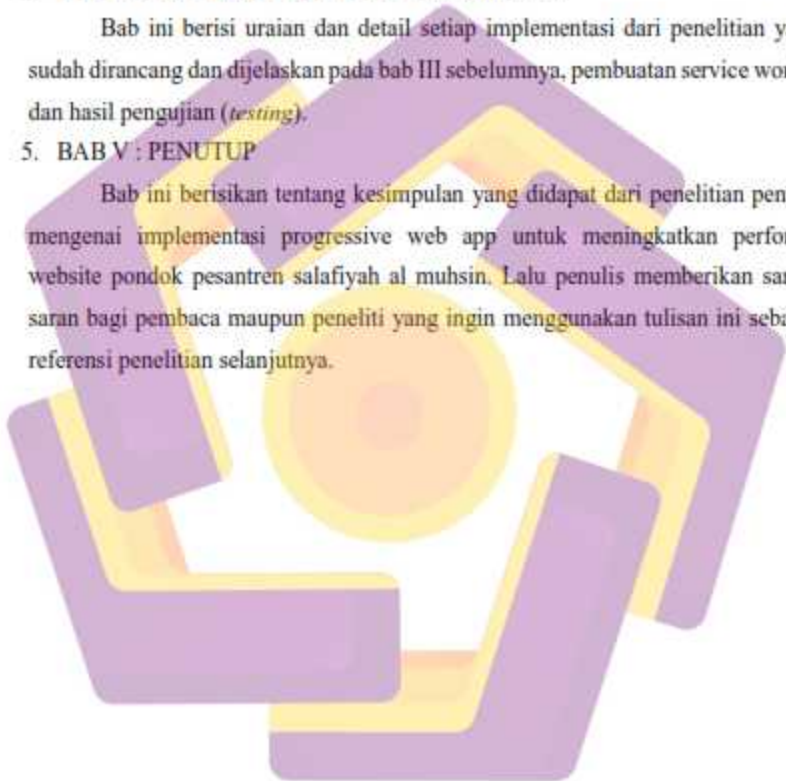 Bab ini berisi uraian dan detail setiap implementasi dari penelitian y
sudah dirancang dan dijelaskan pada bab III sebelumnya, pembuatan service wor
dan hasil pengujian (testing).
5. BAB V : PENUTUP
Bab ini berisikan tentang kesimpulan yang didapat dari penelitian pen
mengenai implementasi progressive web app untuk meningkatkan perfor
website pondok pesantren salafiyah al muhsin. Lalu penulis memberikan sar
saran bagi pembaca maupun peneliti yang ingin menggunakan tulisan ini seba
referensi penelitian selanjutnya.